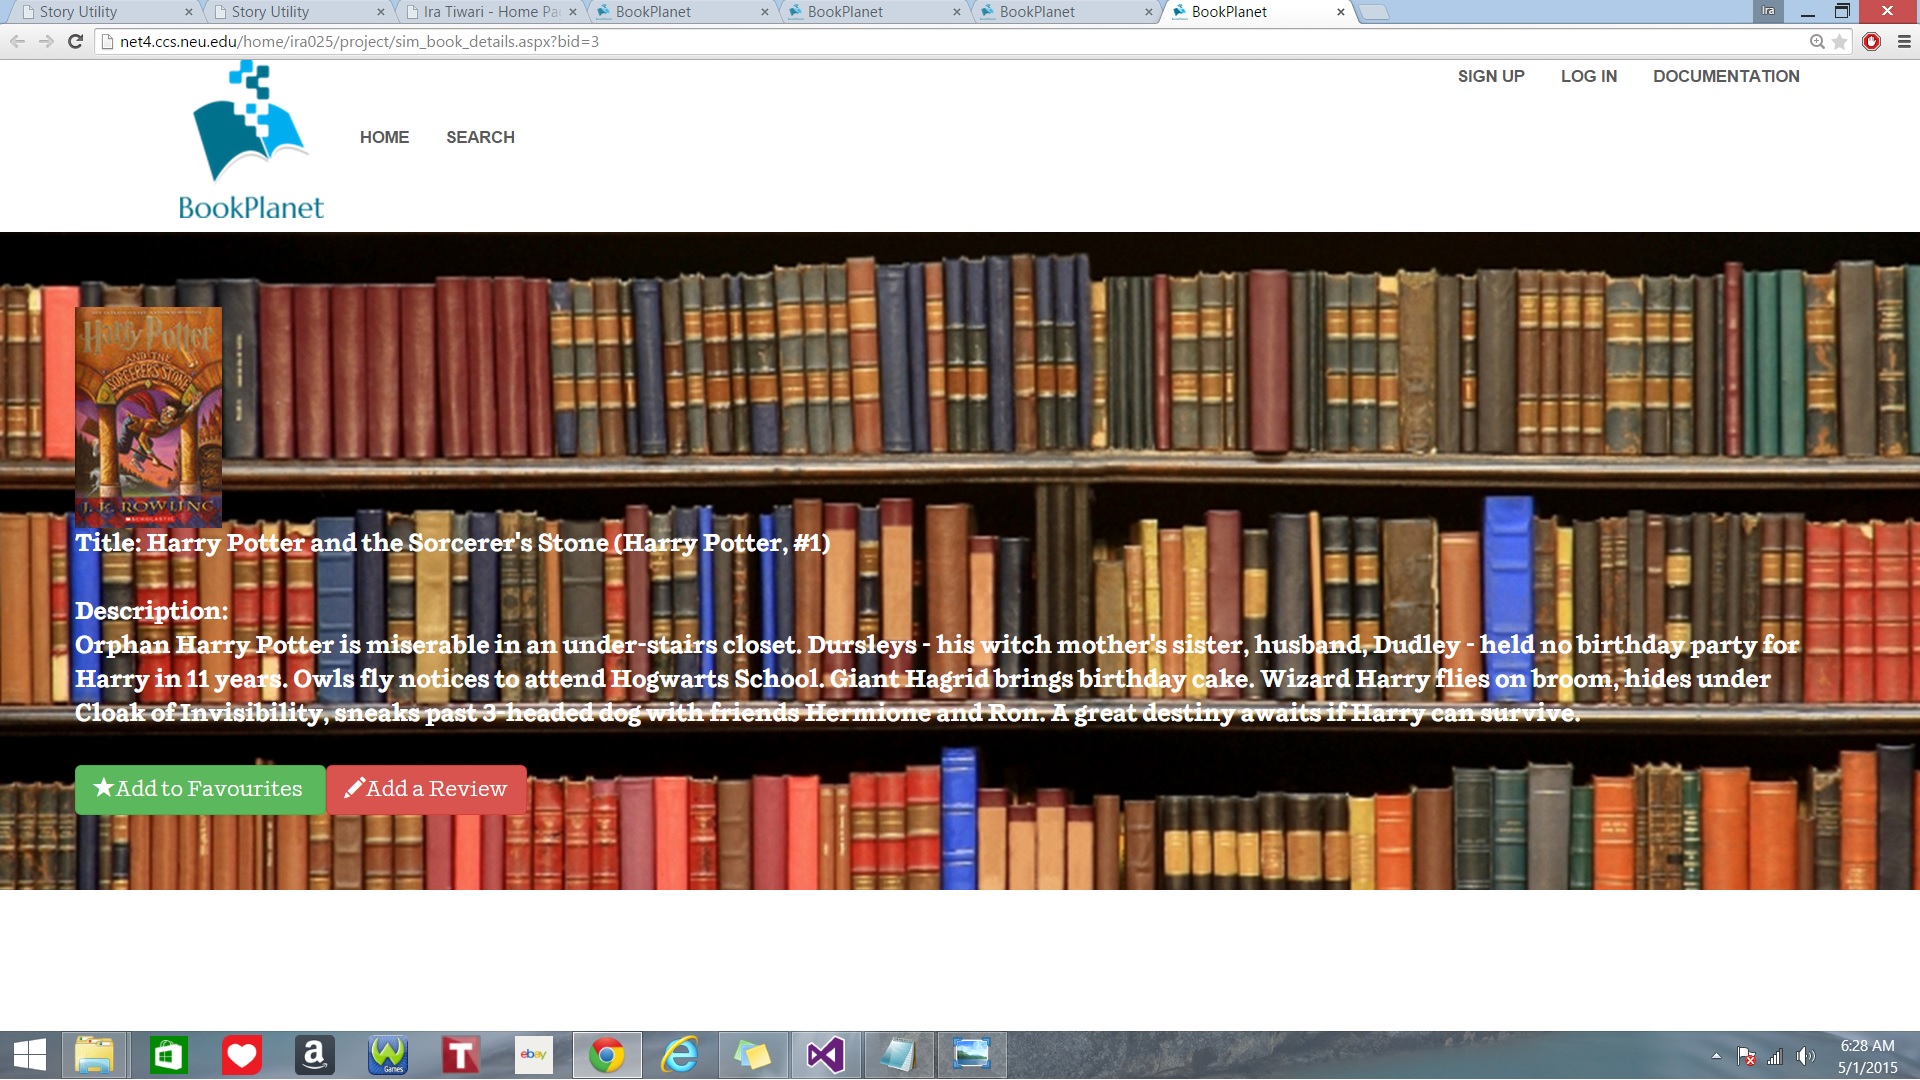 Story Utility
Story Utility
Ira Tiwari - Home Pa
BookPlanet
BookPlanet
BookPlanet
BookPlanet
Ira
net4.ccs.neu.edu/home/ira025/project/sim_book_details.aspx?bid=3
SIGN UP LOG IN DOCUMENTATION
HOME SEARCH
BookPlanet
Harry Potter
AND THE
SORCERER'S STONE
J. K. ROWLING
SCHOLASTIC
Title: Harry Potter and the Sorcerer's Stone (Harry Potter, #1)
Description:
Orphan Harry Potter is miserable in an under-stairs closet. Dursleys - his witch mother's sister, husband, Dudley - held no birthday party for
Harry in 11 years. Owls fly notices to attend Hogwarts School. Giant Hagrid brings birthday cake. Wizard Harry flies on broom, hides under
Cloak of Invisibility, sneaks past 3-headed dog with friends Hermione and Ron. A great destiny awaits if Harry can survive.
Add to Favourites Add a Review
a
W
Games
T
ebay
6:28 AM
5/1/2015